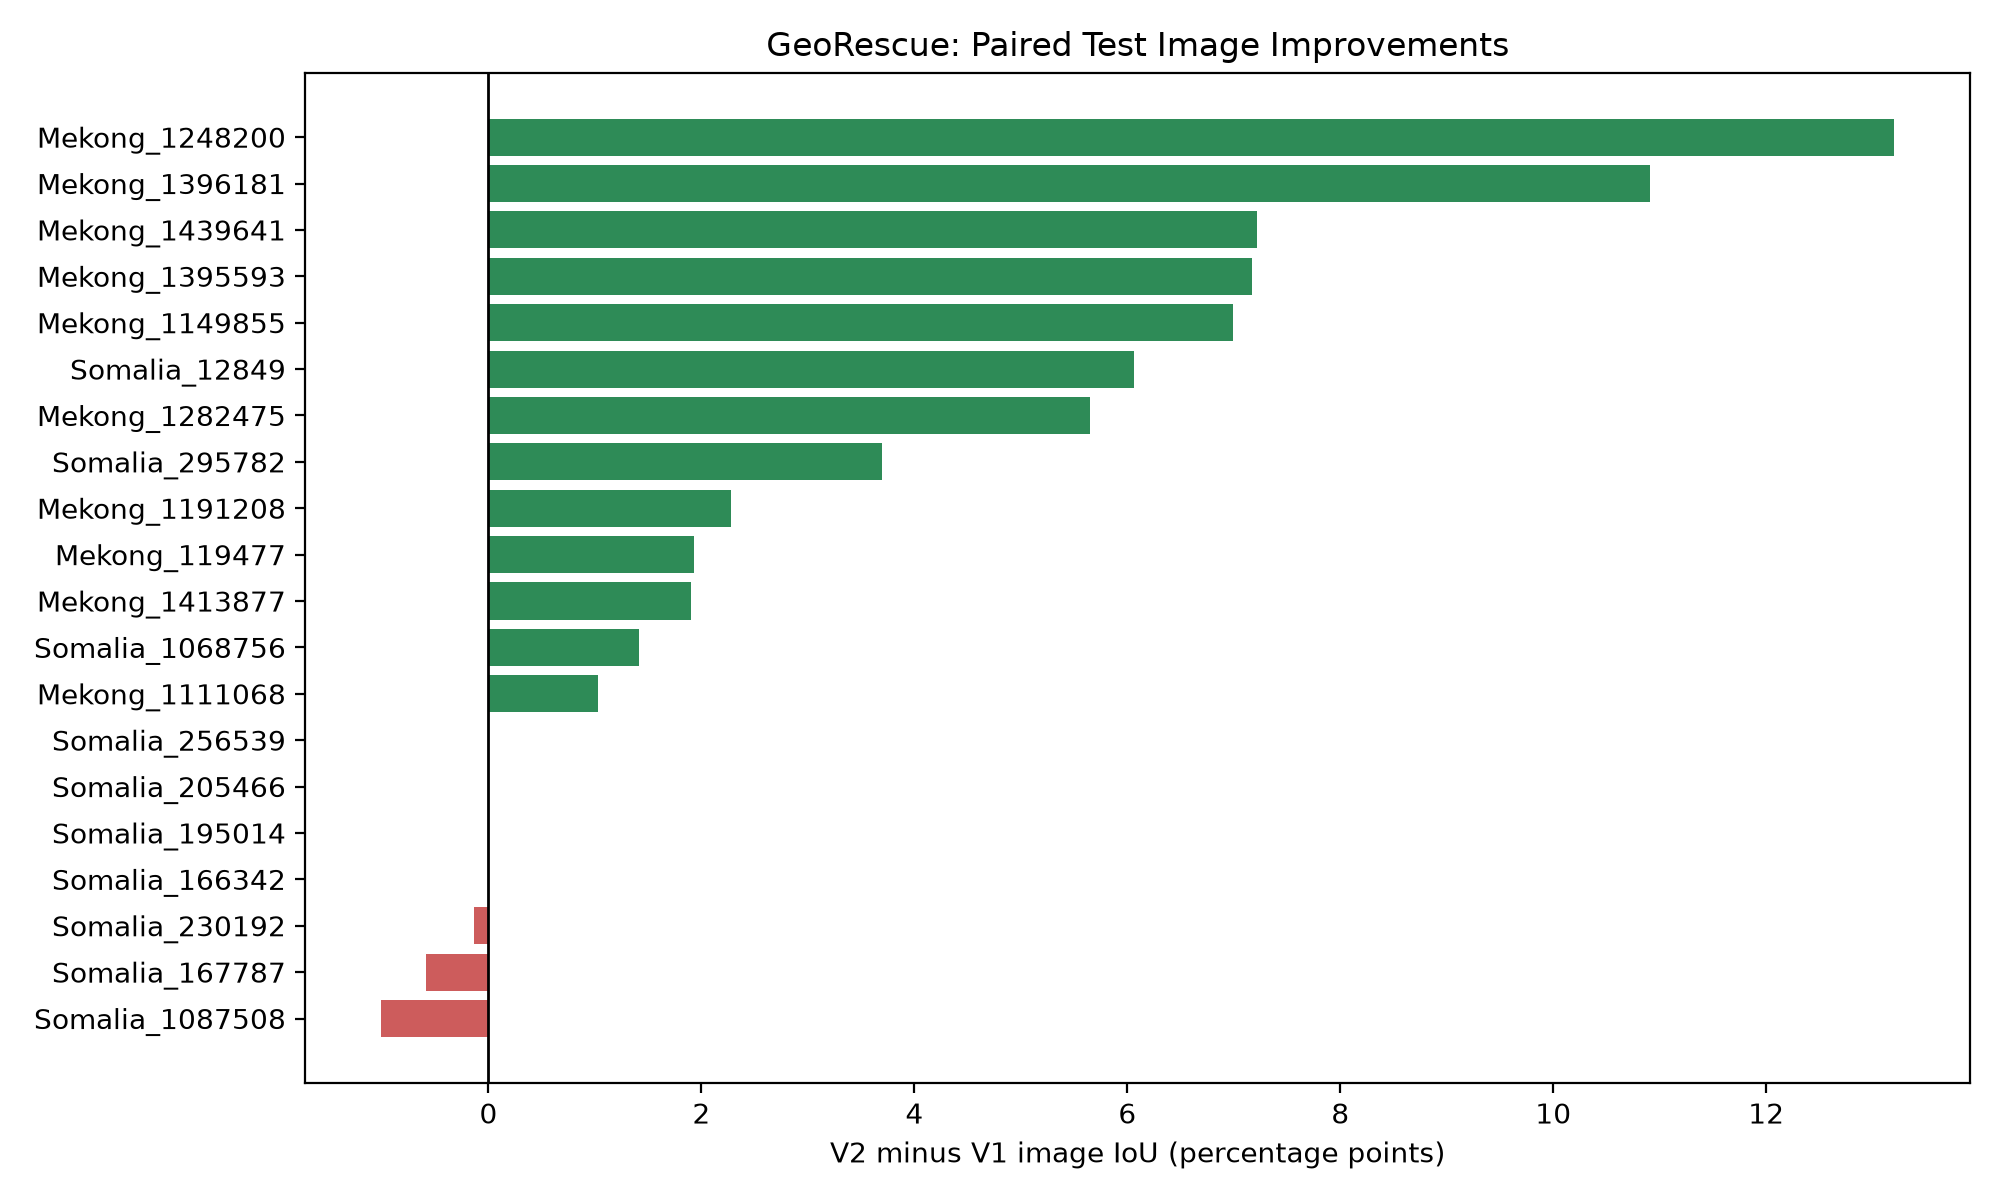 GeoRescue: Paired Test Image Improvements
Mekong_1248200
Mekong_1396181
Mekong_1439641
Mekong_1395593
Mekong_1149855
Somalia_12849
Mekong_1282475
Somalia_295782
Mekong_1191208
Mekong_119477
Mekong_1413877
Somalia_1068756
Mekong_1111068
Somalia_256539
Somalia_205466
Somalia_195014
Somalia_166342
Somalia_230192
Somalia_167787
Somalia_1087508
0 2 4 6 8 10 12
V2 minus V1 image IoU (percentage points)